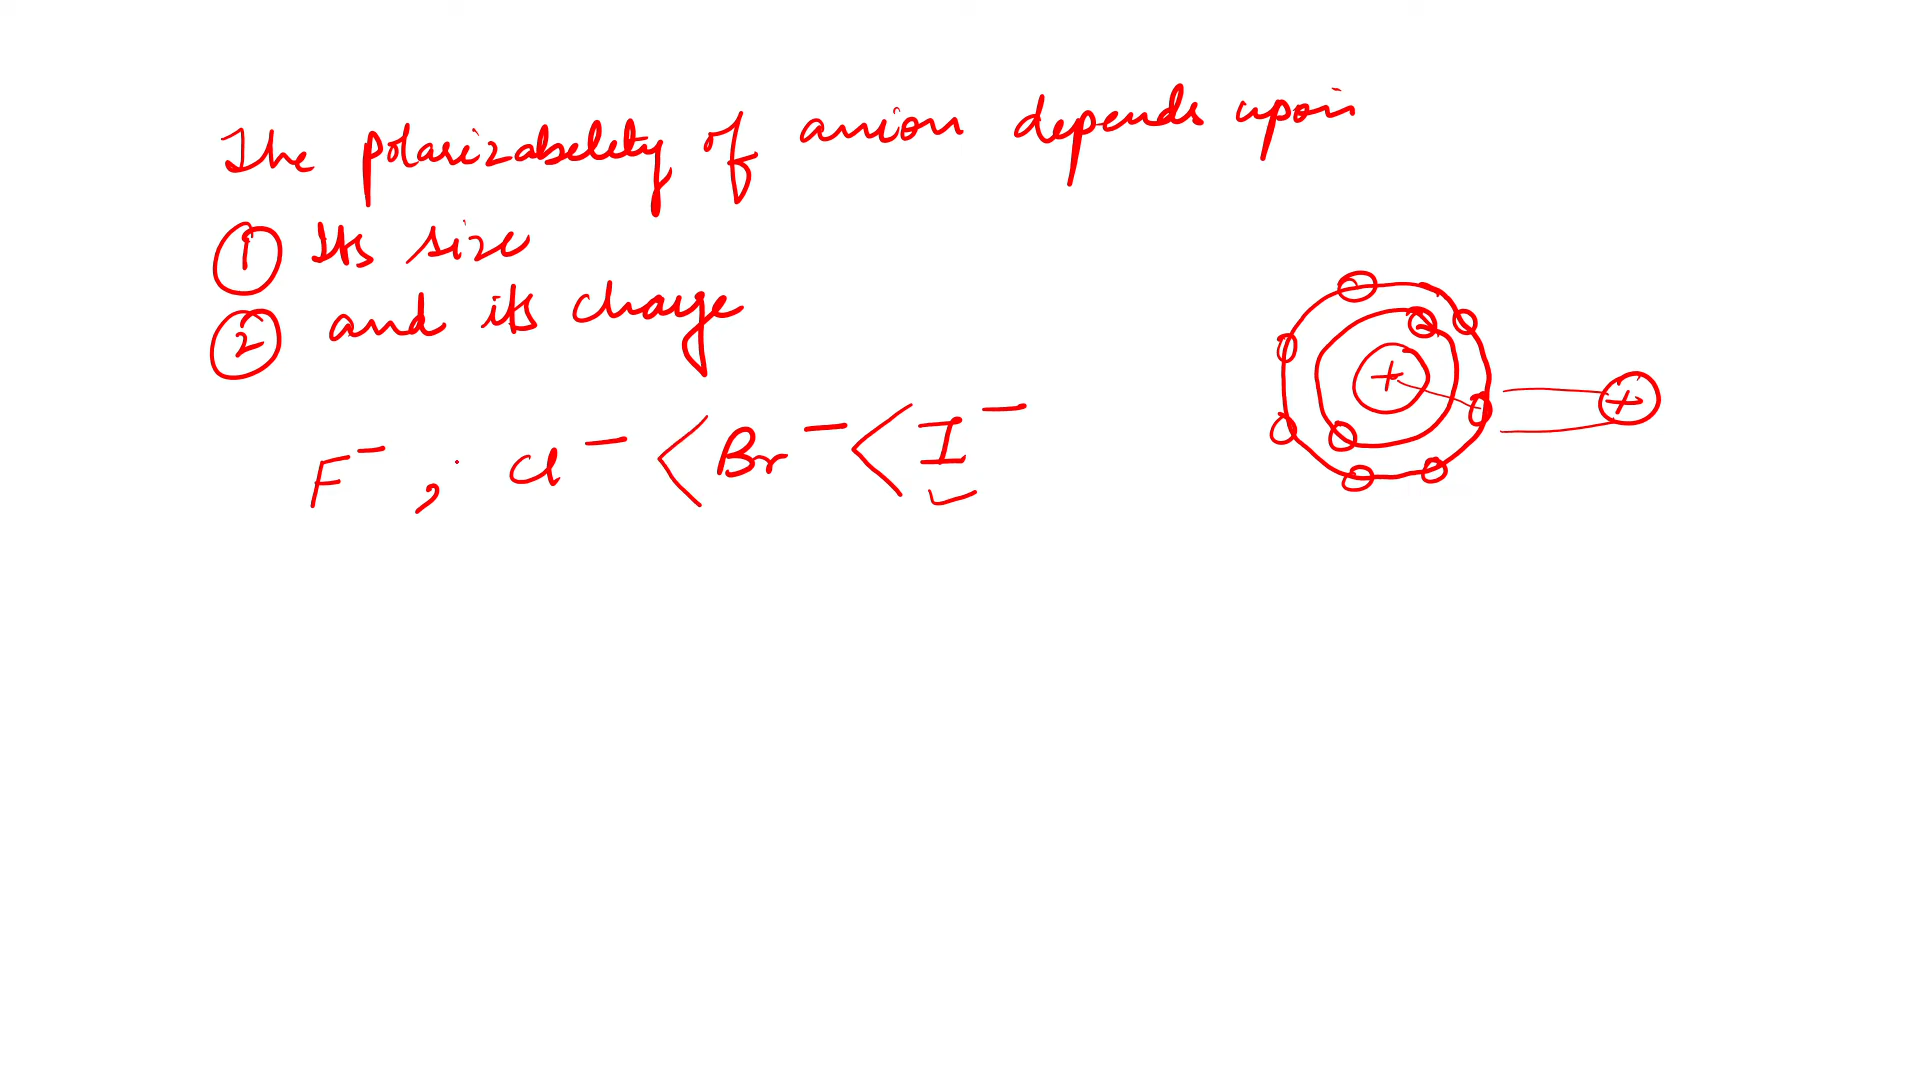 The polarizability of anion depends upon
① Its size
② and its charge
F⁻ ; Cl⁻ < Br⁻ < I⁻
+
+